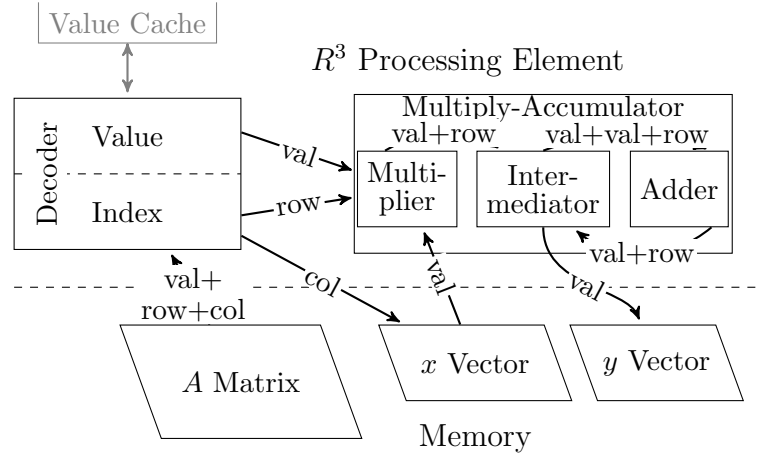 Value Cache
R³ Processing Element
Multiply-Accumulator
val+row
val+val+row
Decoder
Value
Index
val
row
Multi-
plier
Inter-
mediator
Adder
val+row
col
val
val
val+
row+col
A Matrix
x Vector
y Vector
Memory